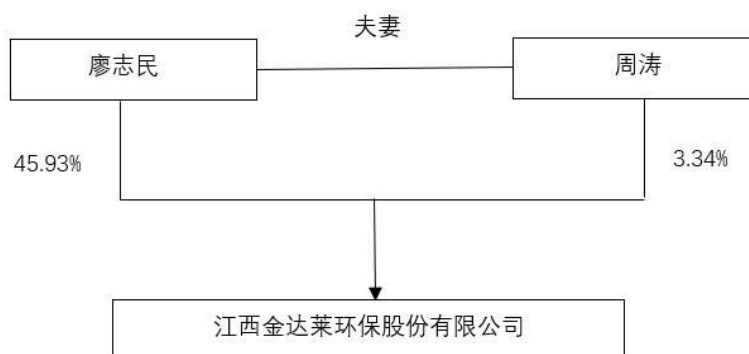 夫妻
廖志民
周涛
45.93%
3.34%
江西金达莱环保股份有限公司